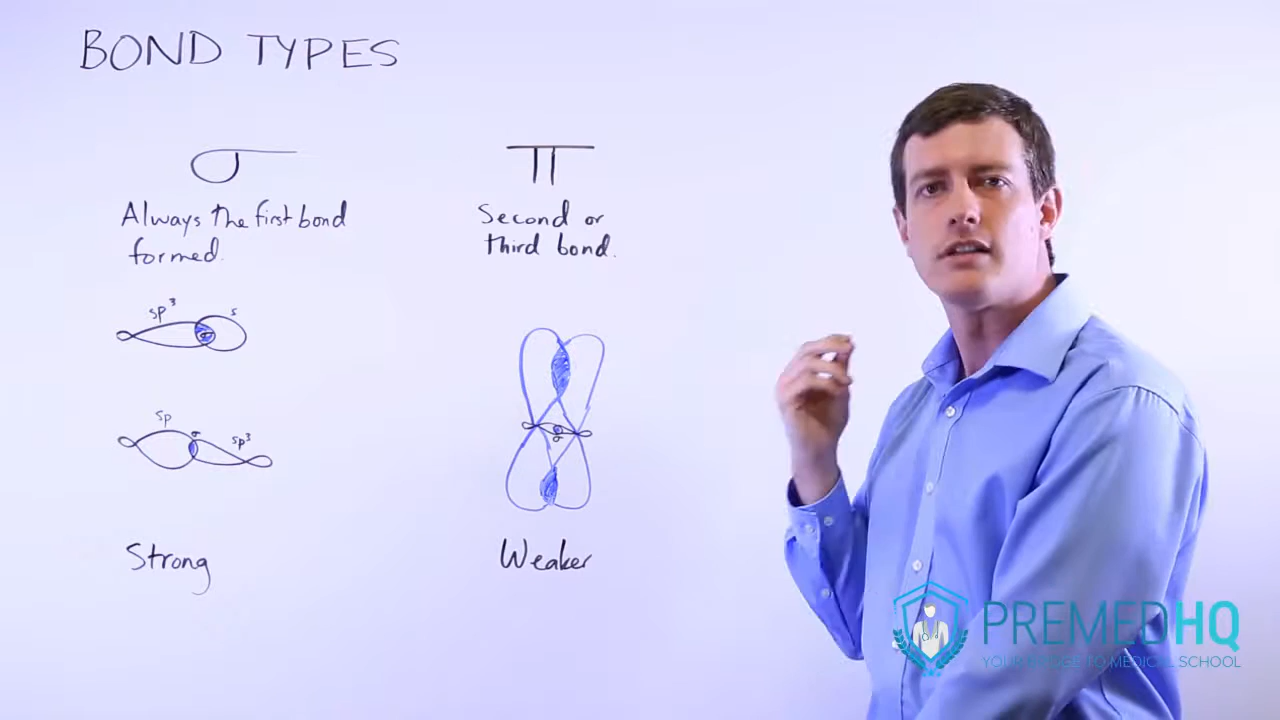 BOND TYPES
σ
Always the first bond
formed.
sp³
s
σ
sp
σ
sp³
Strong
π
Second or
third bond.
σ
Weaker
PREMEDHQ
YOUR BRIDGE TO MEDICAL SCHOOL